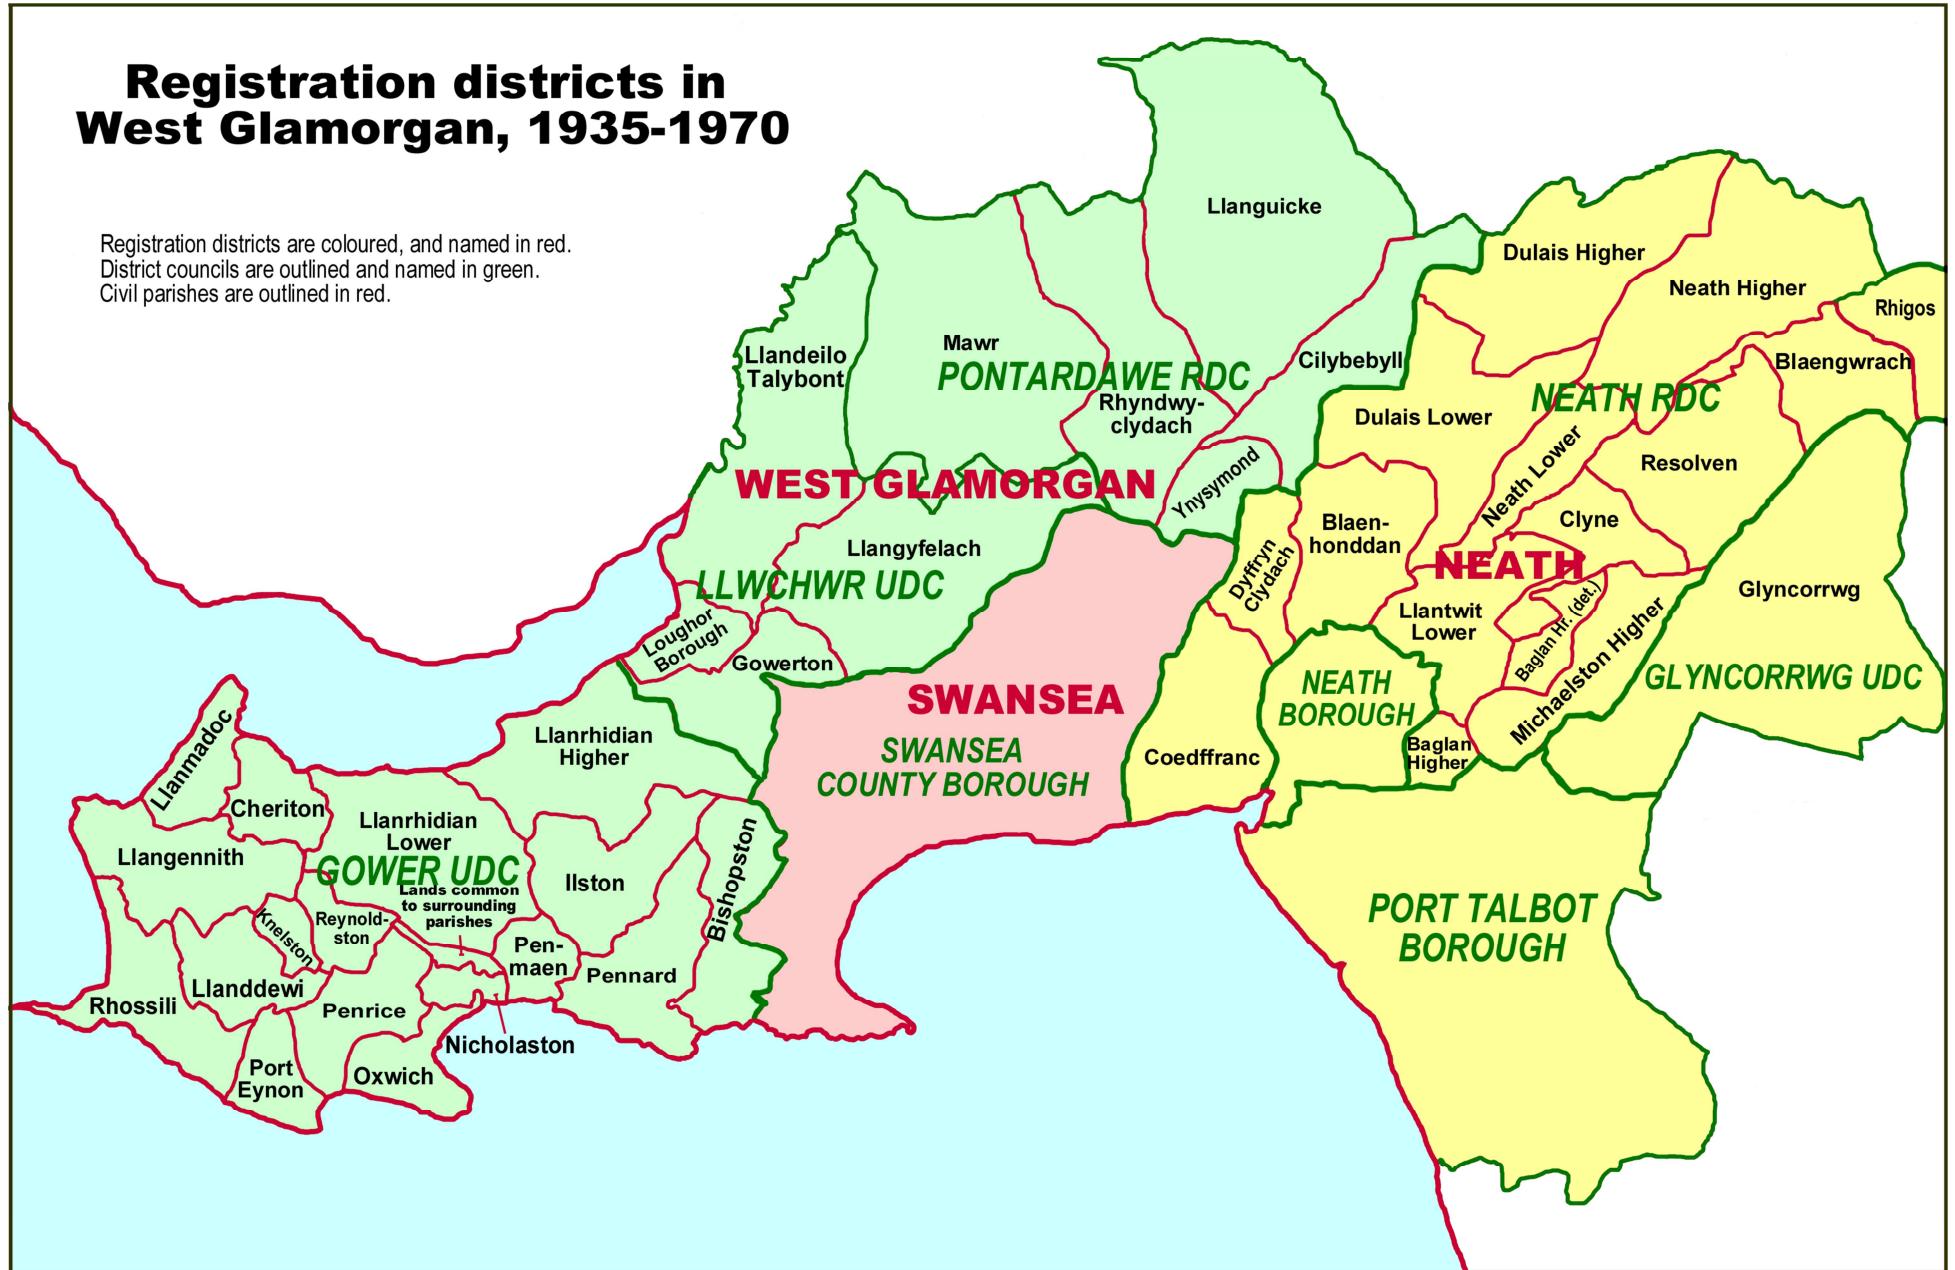 Registration districts in
West Glamorgan, 1935-1970
Registration districts are coloured, and named in red.
District councils are outlined and named in green.
Civil parishes are outlined in red.
Llanguicke
Dulais Higher
Neath Higher
Rhigos
Mawr
Llandeilo
Talybont
PONTARDAWE RDC
Cilybebyll
Blaengwrach
Rhyndwy-
clydach
NEATH RDC
Dulais Lower
Neath Lower
Resolven
WEST GLAMORGAN
Ynysymond
Clyne
Blaen-
honddan
Llangyfelach
NEATH
Dyffryn
Clydach
LLWCHWR UDC
Glyncorrwg
Llantwit
Lower
Baglan Hr. (det.)
Michaelston Higher
Loughor
Borough
Gowerton
GLYNCORRWG UDC
NEATH
BOROUGH
SWANSEA
SWANSEA
COUNTY BOROUGH
Coedffranc
Baglan
Higher
Llanrhidian
Higher
Llanmadoc
Cheriton
Llanrhidian
Lower
Llangennith
GOWER UDC
Ilston
Bishopston
Lands common
to surrounding
parishes
PORT TALBOT
BOROUGH
Knelston
Reynold-
ston
Pen-
maen
Pennard
Llanddewi
Rhossili
Penrice
Nicholaston
Port
Eynon
Oxwich